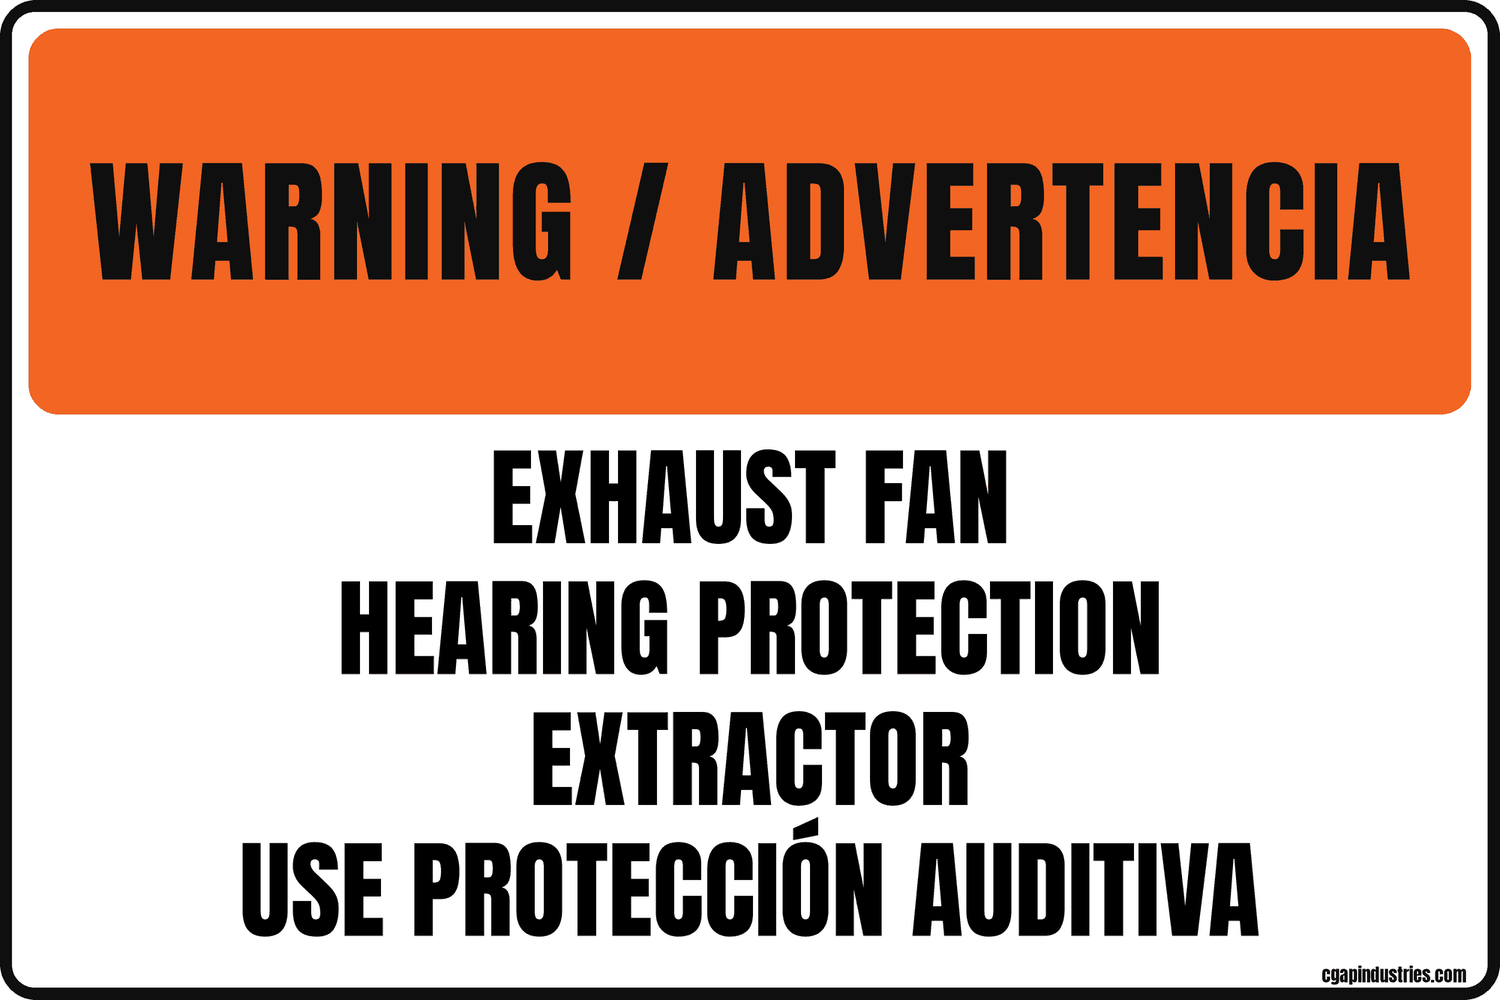 WARNING / ADVERTENCIA
EXHAUST FAN
HEARING PROTECTION
EXTRACTOR
USE PROTECCIÓN AUDITIVA
cgapindustries.com